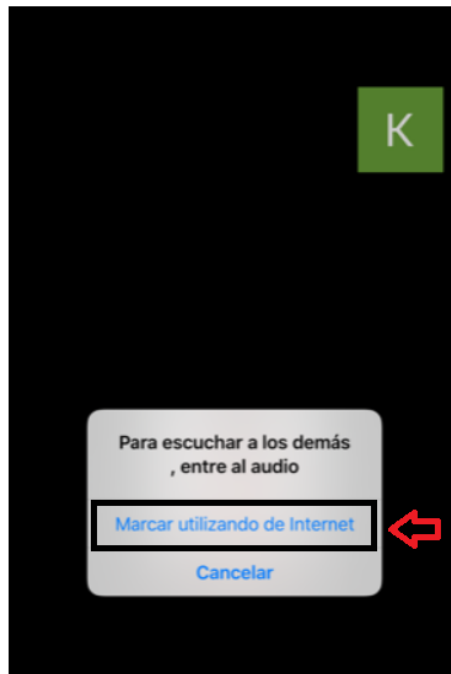 K
Para escuchar a los demás
, entre al audio
Marcar utilizando de Internet
Cancelar